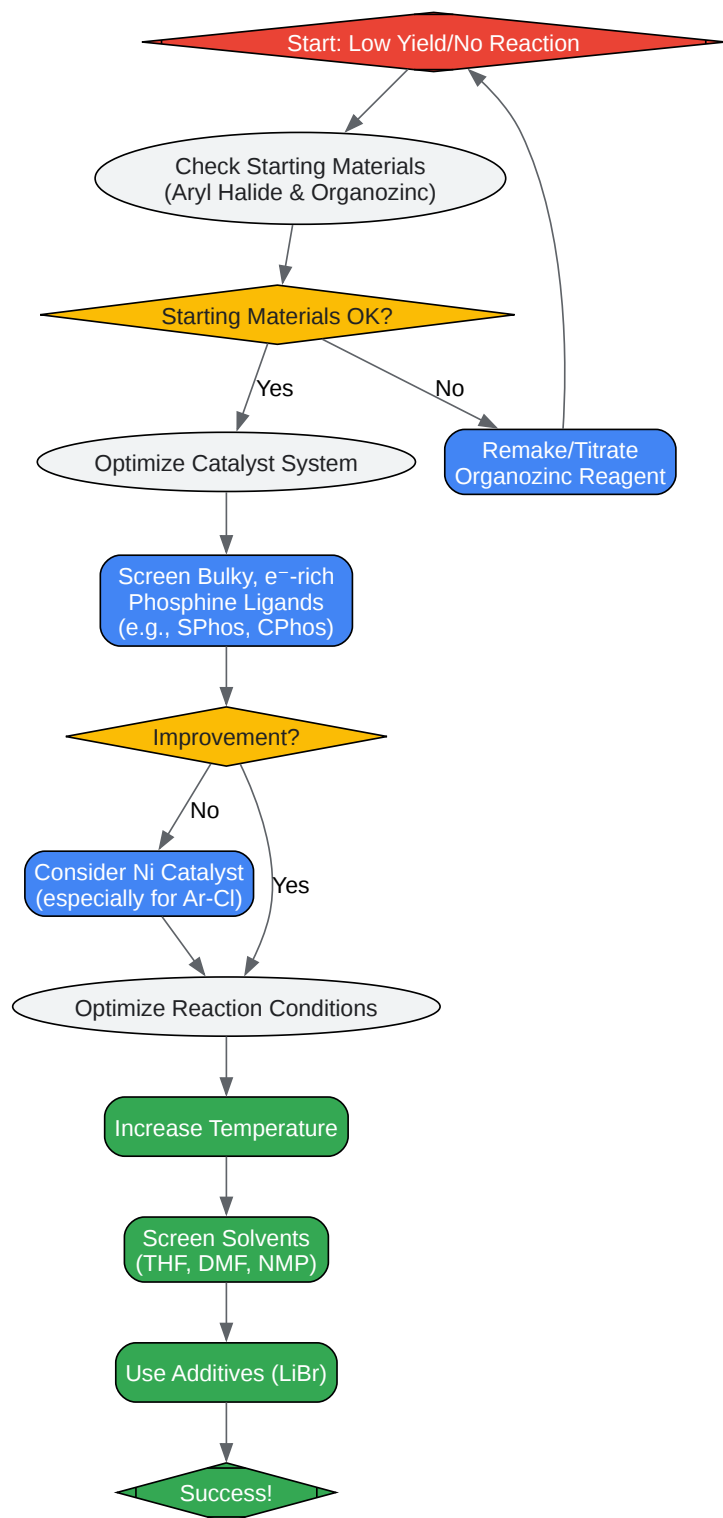 Start: Low Yield/No Reaction
Check Starting Materials
(Aryl Halide & Organozinc)
Starting Materials OK?
Yes
No
Optimize Catalyst System
Remake/Titrate
Organozinc Reagent
Screen Bulky, e⁻-rich
Phosphine Ligands
(e.g., SPhos, CPhos)
Improvement?
No
Consider Ni Catalyst
(especially for Ar-Cl)
Yes
Optimize Reaction Conditions
Increase Temperature
Screen Solvents
(THF, DMF, NMP)
Use Additives (LiBr)
Success!